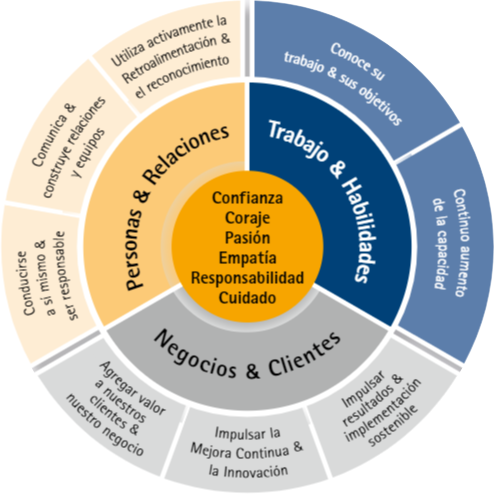 Confianza
Coraje
Pasión
Empatía
Responsabilidad
Cuidado
Personas & Relaciones
Conducirse
a si mismo &
ser responsable
Comunica &
construye relaciones
y equipos
Utiliza activamente la
Retroalimentación &
el reconocimiento
Trabajo & Habilidades
Conoce su
trabajo & sus objetivos
Continuo aumento
de la capacidad
Negocios & Clientes
Agregar valor
a nuestros
clientes &
nuestro negocio
Impulsar la
Mejora Continua &
la Innovación
Impulsar
resultados &
implementación
sostenible